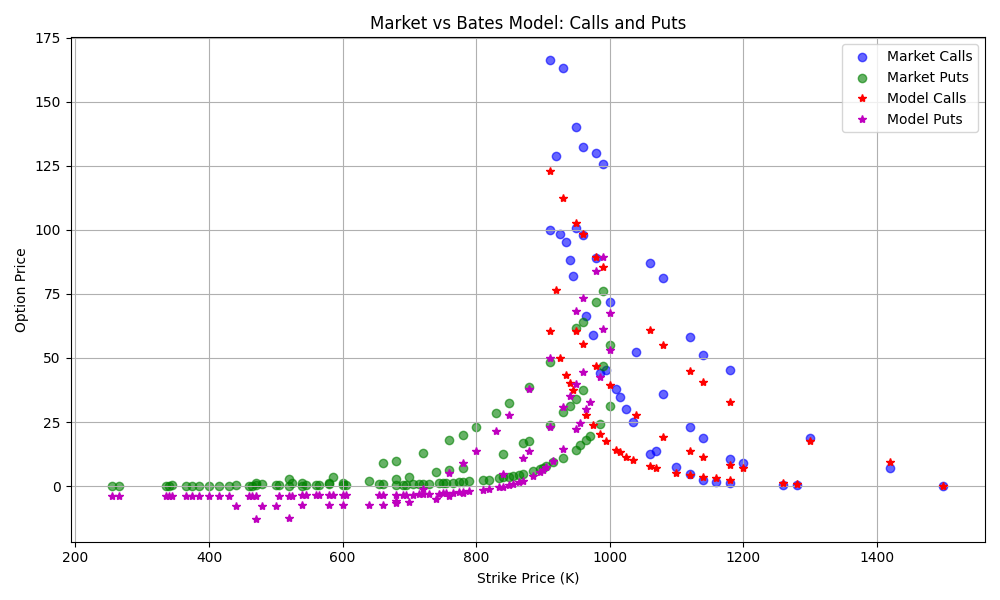 Market vs Bates Model: Calls and Puts
Option Price
175
150
125
100
75
50
25
0
200
400
600
800
1000
1200
1400
Strike Price (K)
Market Calls
Market Puts
Model Calls
Model Puts